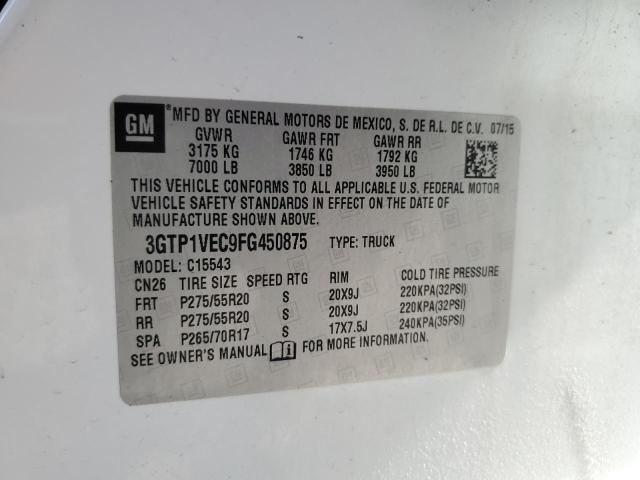 GM
®MFD BY GENERAL MOTORS DE MEXICO, S. DE R.L. DE C.V. 07/15
GVWR GAWR FRT GAWR RR
3175 KG 1746 KG 1792 KG
7000 LB 3850 LB 3950 LB
THIS VEHICLE CONFORMS TO ALL APPLICABLE U.S. FEDERAL MOTOR
VEHICLE SAFETY STANDARDS IN EFFECT ON THE DATE OF
MANUFACTURE SHOWN ABOVE.
3GTP1VEC9FG450875 TYPE: TRUCK
MODEL: C15543
CN26 TIRE SIZE SPEED RTG RIM COLD TIRE PRESSURE
FRT P275/55R20 S 20X9J 220KPA(32PSI)
RR P275/55R20 S 20X9J 220KPA(32PSI)
SPA P265/70R17 S 17X7.5J 240KPA(35PSI)
SEE OWNER'S MANUAL FOR MORE INFORMATION.